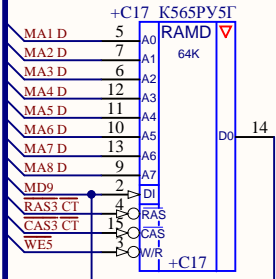 +C17 К565РУ5Г
MA1 D 5 A0 RAMD
MA2 D 7 A1 64K
MA3 D 6 A2
MA4 D 12 A3
MA5 D 11 A4
MA6 D 10 A5 D0 14
MA7 D 13 A6
MA8 D 9 A7
MD9 2 DI
RAS3 CT 4 RAS
CAS3 CT 15 CAS
WE5 3 W/R +C17